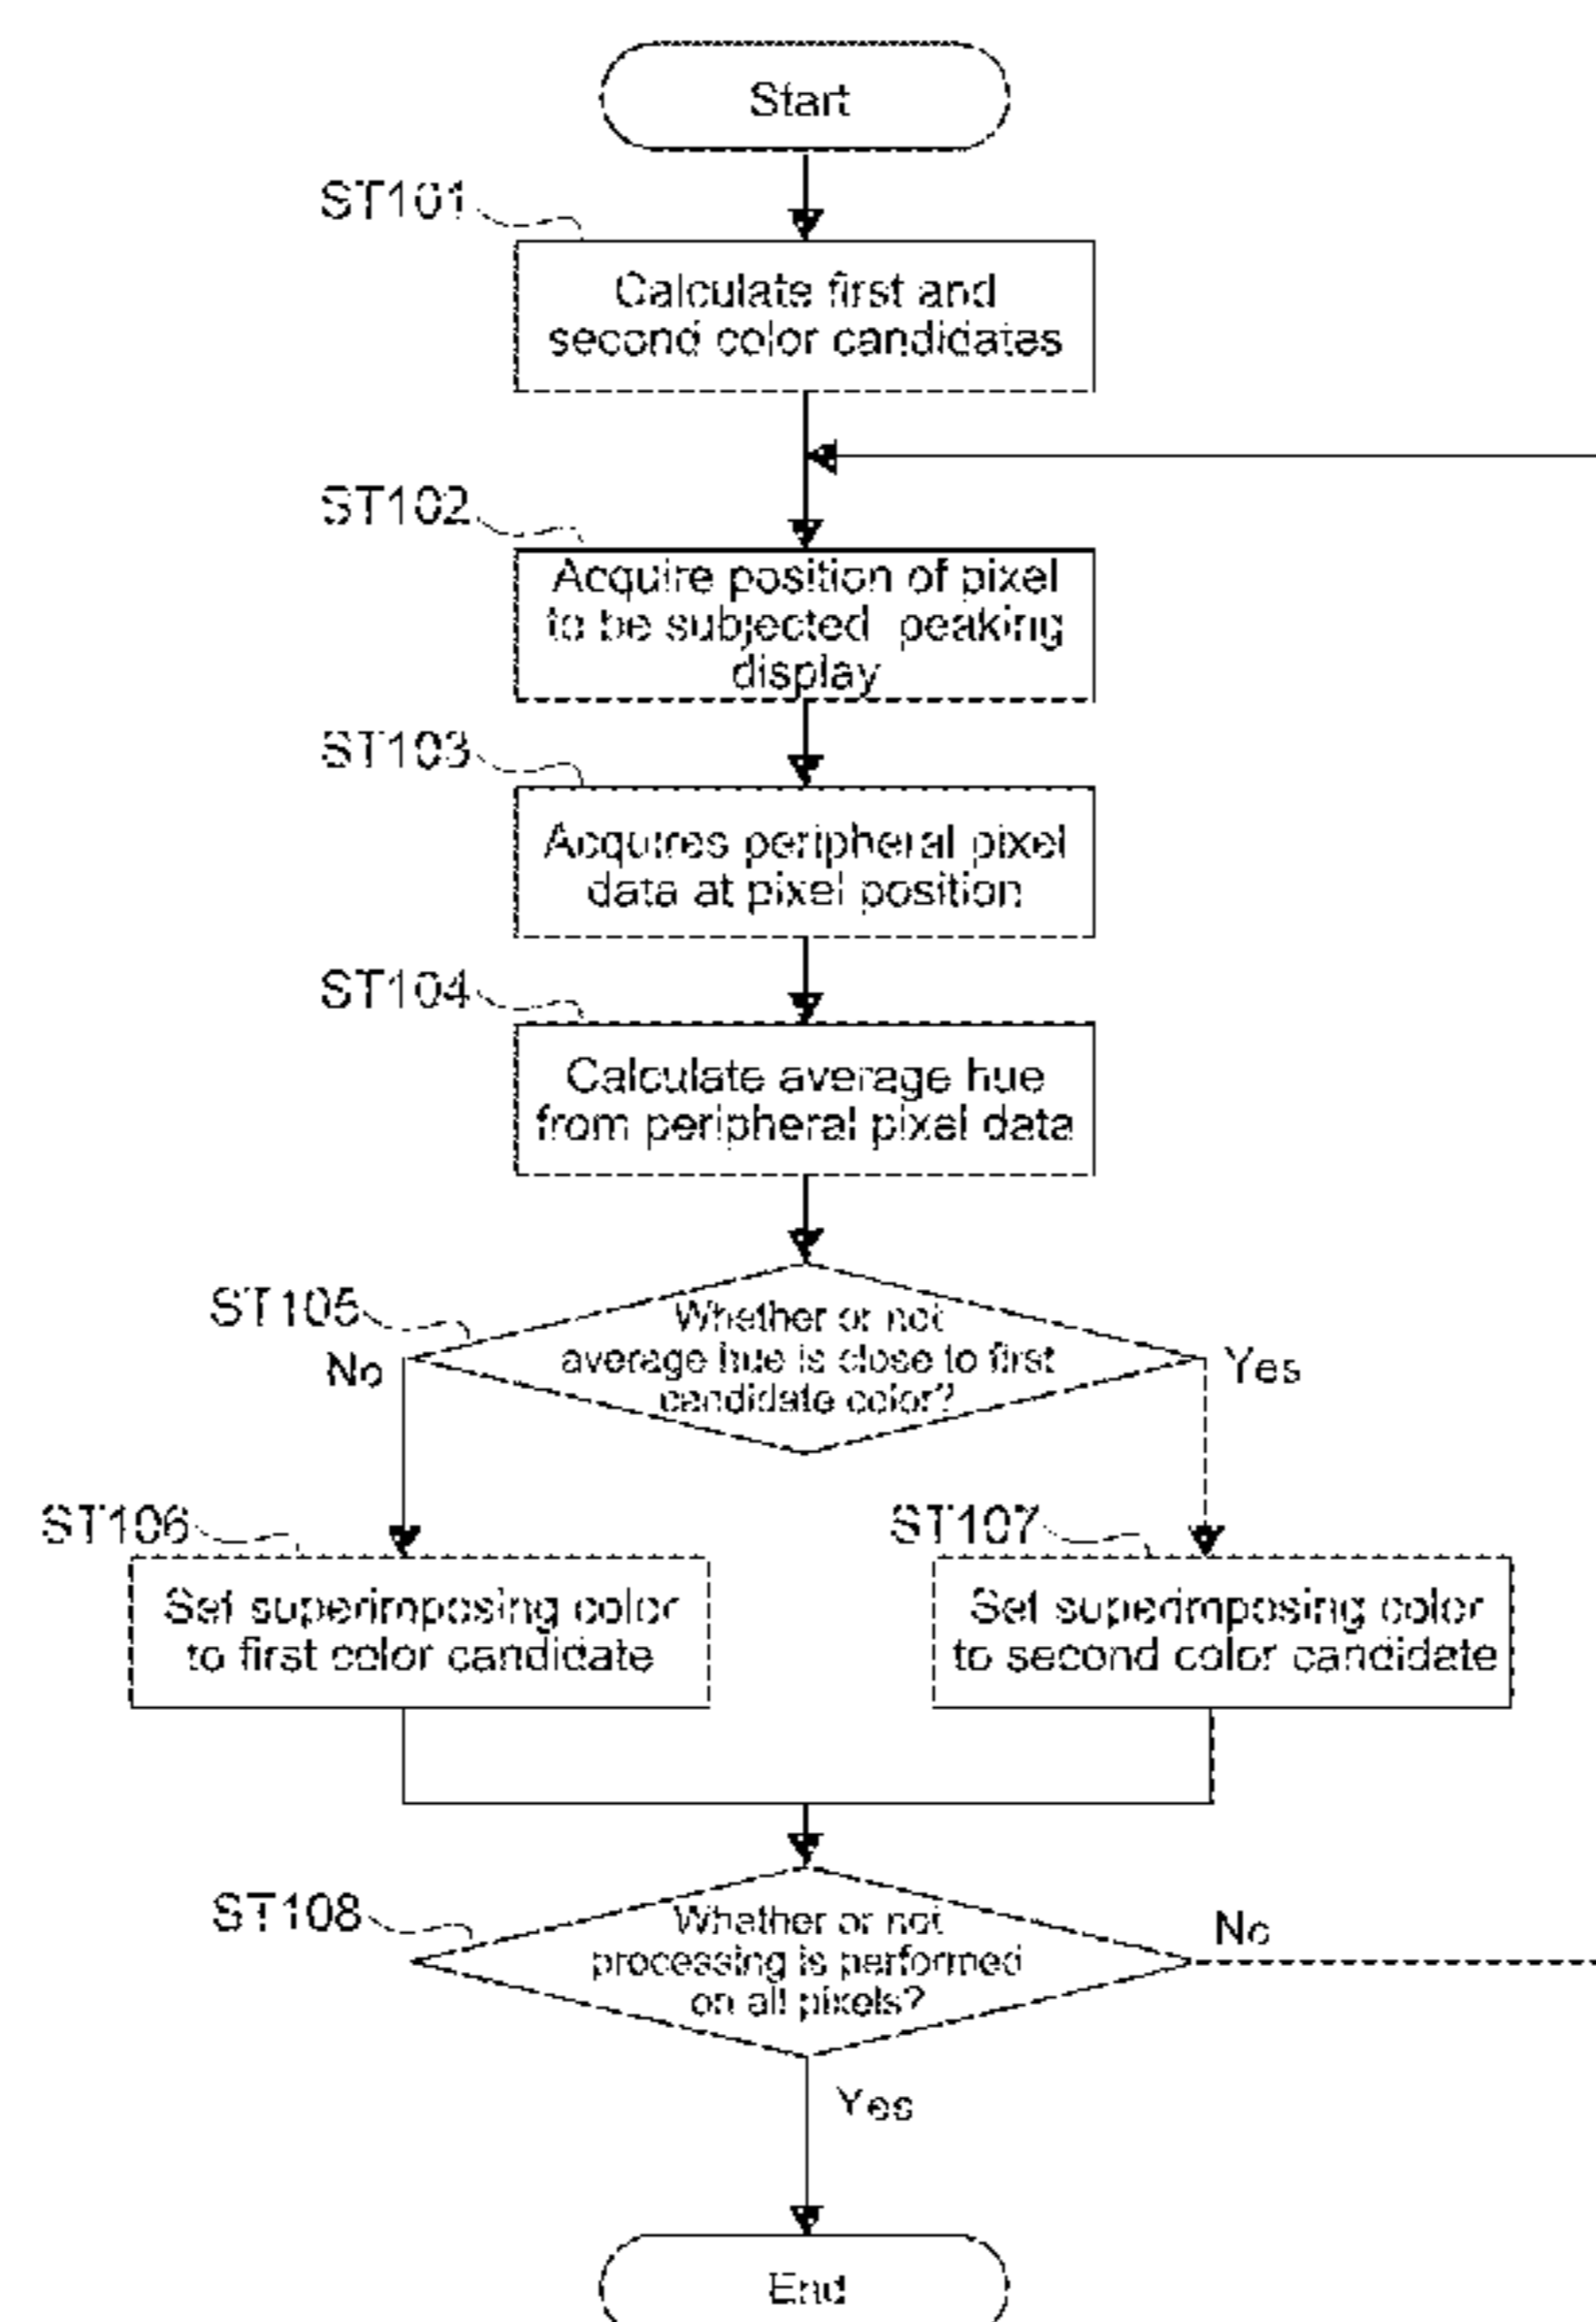 Start
ST101
Calculate first and
second color candidates
ST102
Acquire position of pixel
to be subjected peaking
display
ST103
Acquires peripheral pixel
data at pixel position
ST104
Calculate average hue
from peripheral pixel data
ST105
Whether or not
average hue is close to first
candidate color?
No
Yes
ST106
Set superimposing color
to first color candidate
ST107
Set superimposing color
to second color candidate
ST108
Whether or not
processing is performed
on all pixels?
No
Yes
End